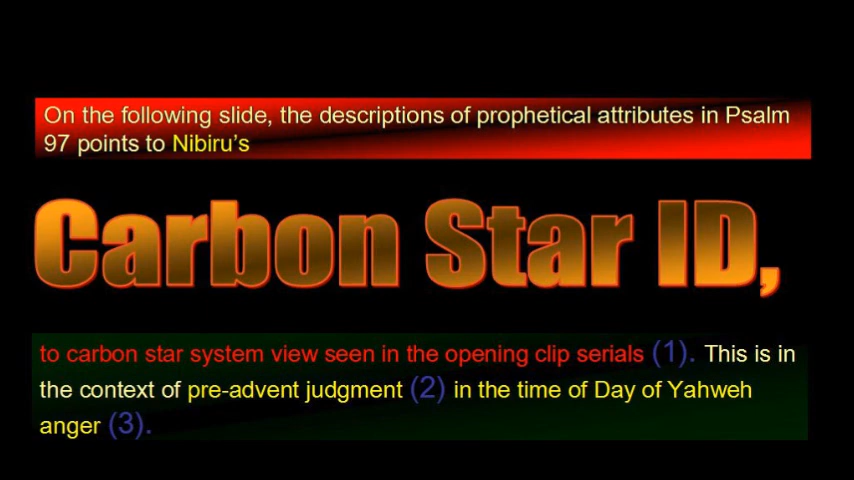 On the following slide, the descriptions of prophetical attributes in Psalm
97 points to Nibiru’s
Carbon Star ID,
to carbon star system view seen in the opening clip serials (1). This is in
the context of pre-advent judgment (2) in the time of Day of Yahweh
anger (3).